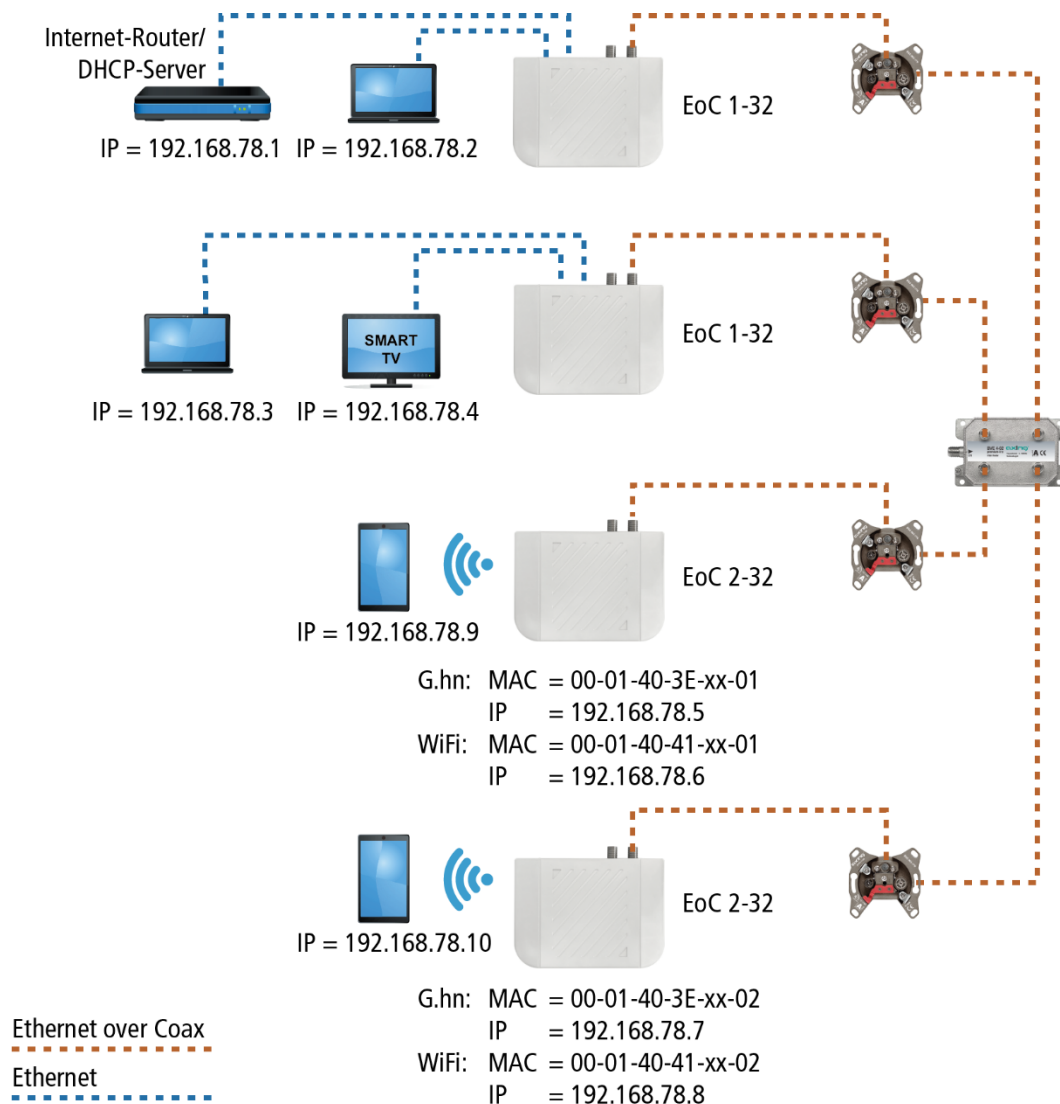 Internet-Router/
DHCP-Server
IP = 192.168.78.1 IP = 192.168.78.2
EoC 1-32
SMART
TV
IP = 192.168.78.3 IP = 192.168.78.4
EoC 1-32
EoC 2-32
IP = 192.168.78.9
G.hn: MAC = 00-01-40-3E-xx-01
IP = 192.168.78.5
WiFi: MAC = 00-01-40-41-xx-01
IP = 192.168.78.6
EoC 2-32
IP = 192.168.78.10
G.hn: MAC = 00-01-40-3E-xx-02
IP = 192.168.78.7
WiFi: MAC = 00-01-40-41-xx-02
IP = 192.168.78.8
Ethernet over Coax
Ethernet